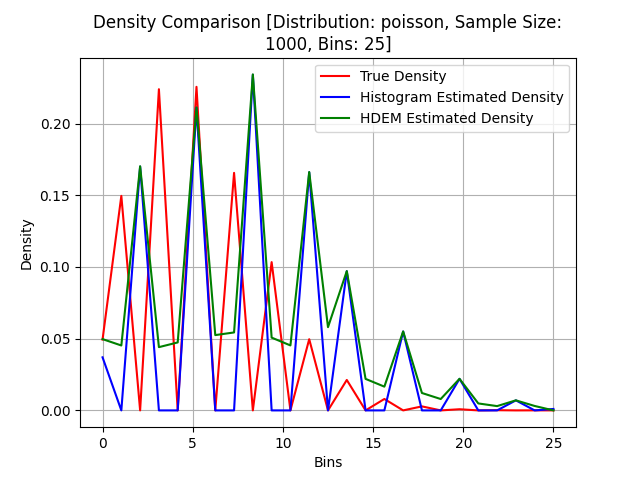 Density Comparison [Distribution: poisson, Sample Size:
1000, Bins: 25]
True Density
Histogram Estimated Density
HDEM Estimated Density
Density
0.20
0.15
0.10
0.05
0.00
0
5
10
15
20
25
Bins